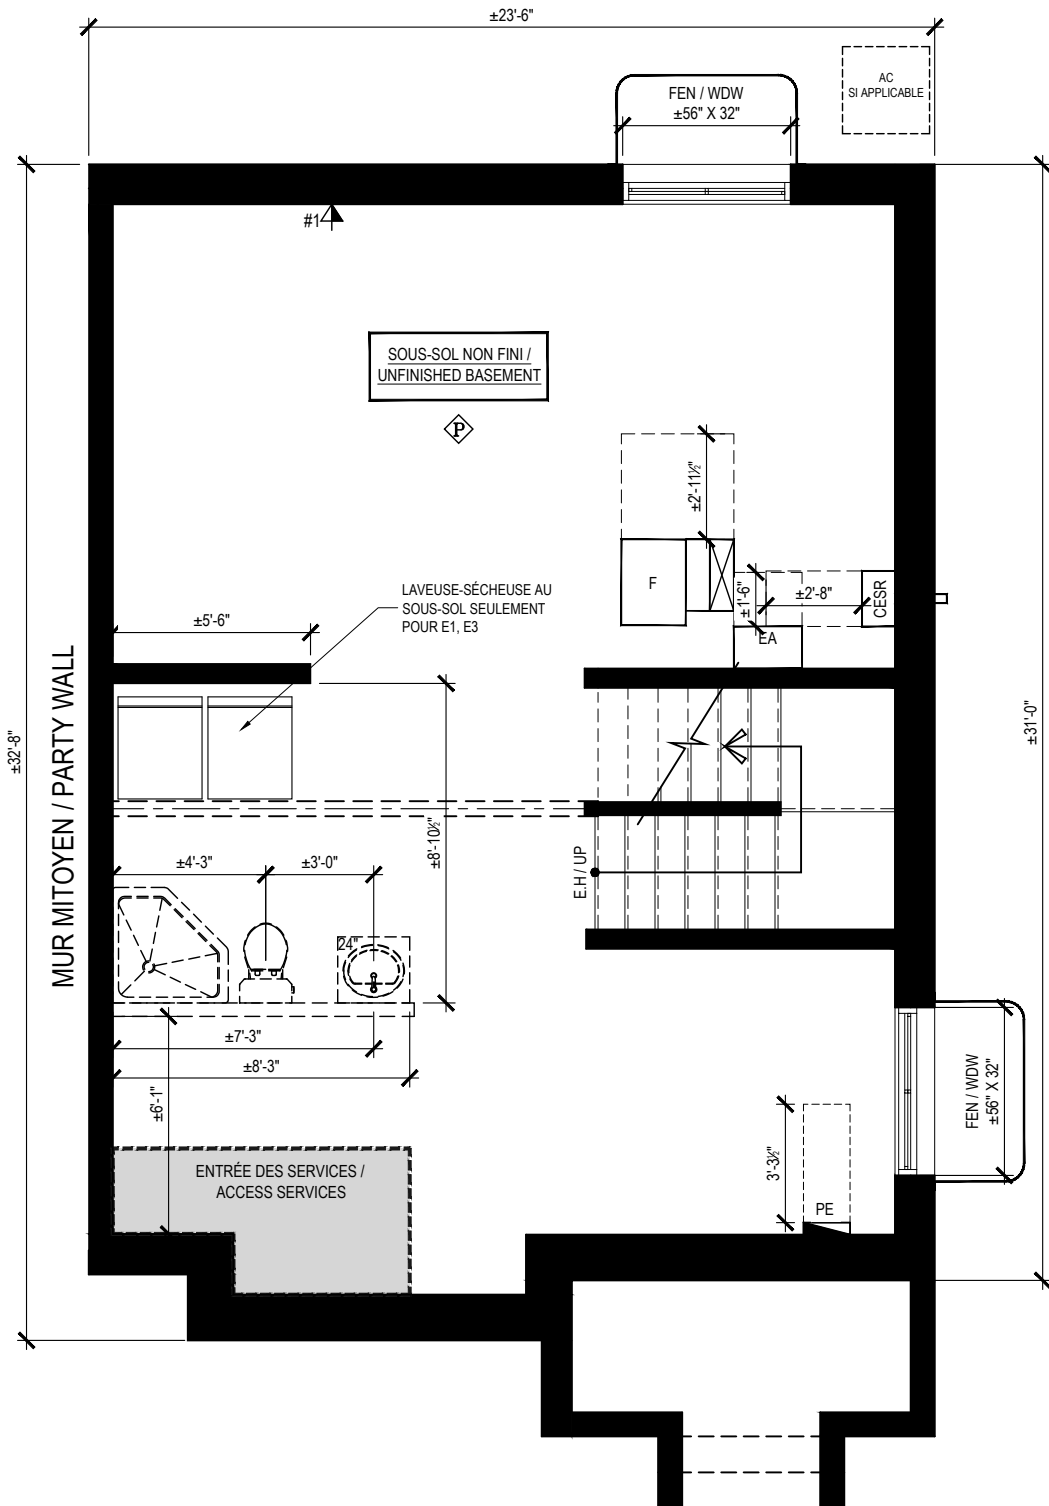 ±23'-6"
AC
SI APPLICABLE
FEN / WDW
±56" X 32"
#1
SOUS-SOL NON FINI /
UNFINISHED BASEMENT
P
±2'-11½"
F
±1'-6"
±2'-8"
CESR
EA
LAVEUSE-SÉCHEUSE AU
SOUS-SOL SEULEMENT
POUR E1, E3
±5'-6"
MUR MITOYEN / PARTY WALL
±32'-8"
±31'-0"
±8'-10½"
E.H / UP
±4'-3"
±3'-0"
24"
±7'-3"
±8'-3"
±6'-1"
FEN / WDW
±56" X 32"
3'-3½"
PE
ENTRÉE DES SERVICES /
ACCESS SERVICES